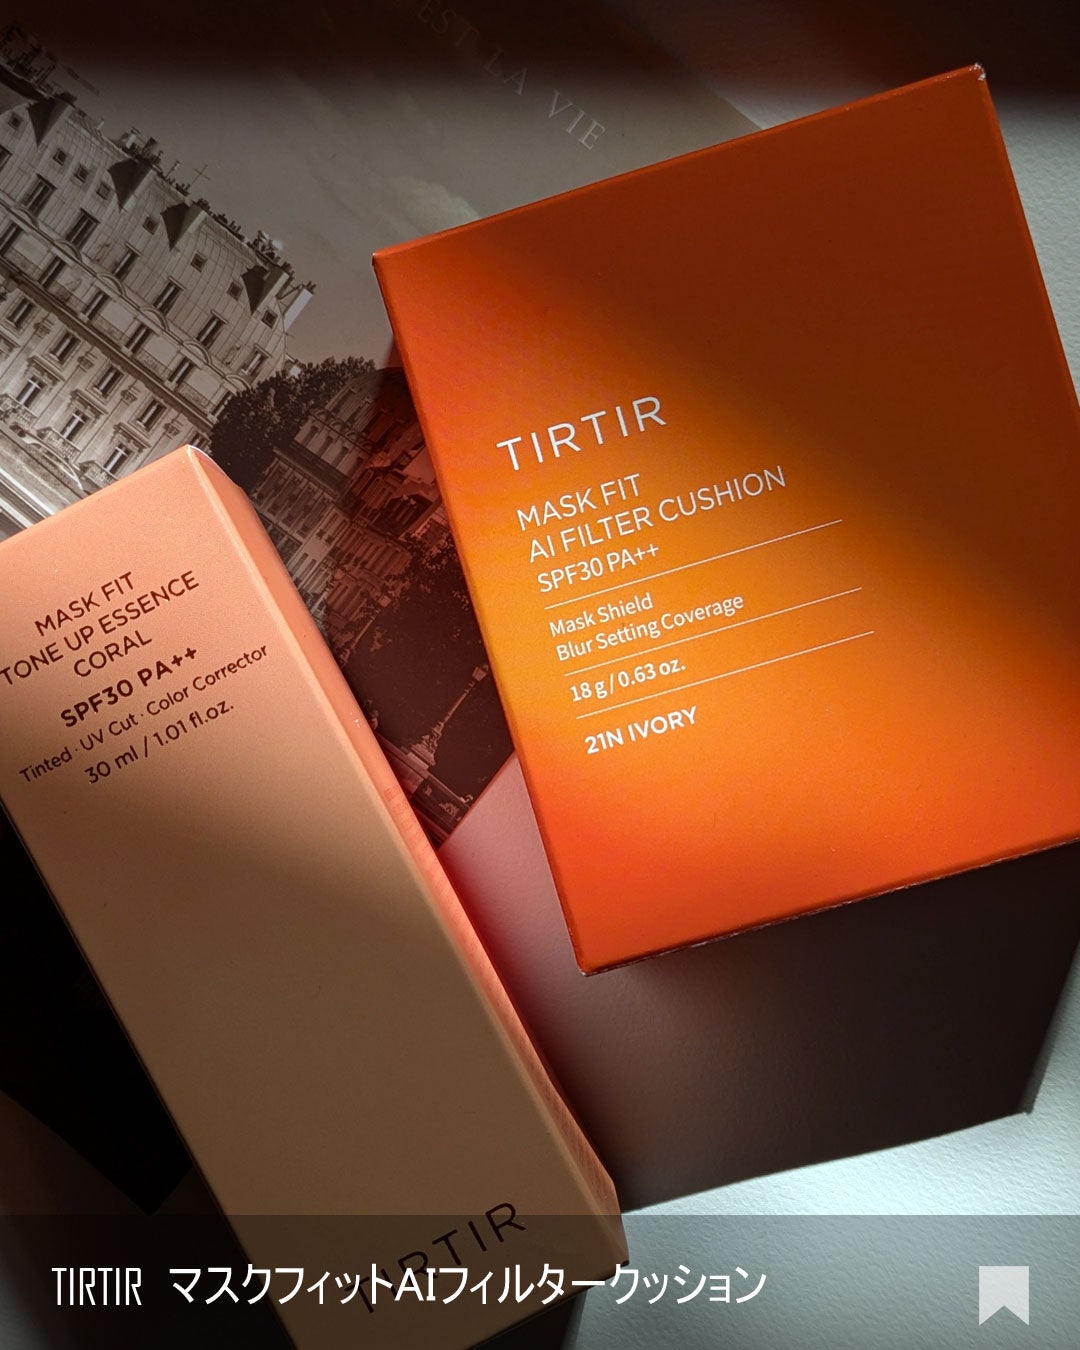 EST LA VIE
TIRTIR
MASK FIT
AI FILTER CUSHION
SPF30 PA++
Mask Shield
Blur Setting Coverage
18 g / 0.63 oz.
21N IVORY
MASK FIT
TONE UP ESSENCE
CORAL
SPF30 PA++
Tinted · UV Cut · Color Corrector
30 ml / 1.01 fl.oz.
TIRTIR
TIRTIR マスクフィットAIフィルタークッション